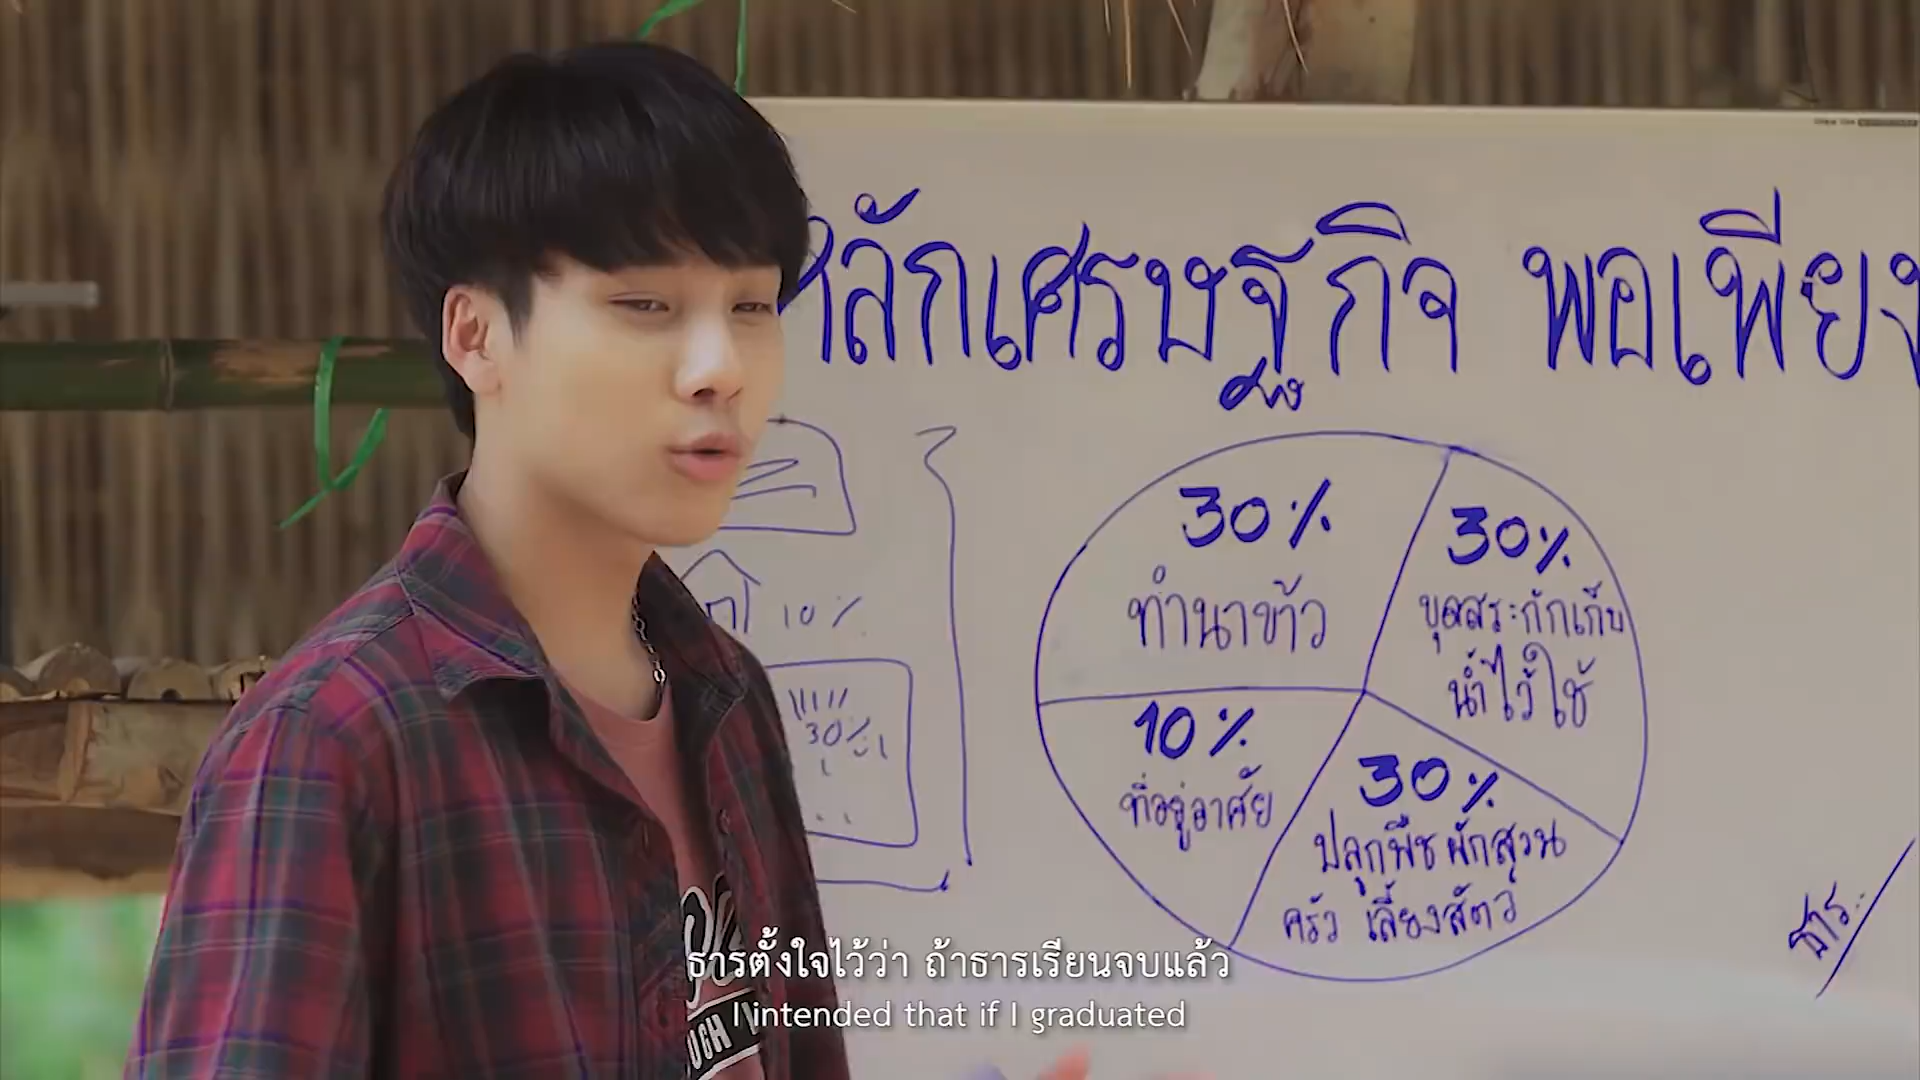 หลักเศรษฐกิจ พอเพียง
30%
ทำนาข้าว
30%
ขุดสระกักเก็บ
น้ำไว้ใช้
10%
ที่อยู่อาศัย
30%
ปลูกพืช ผักสวน
ครัว เลี้ยงสัตว์
10%
30%
ธาร
ธารตั้งใจไว้ว่า ถ้าธารเรียนจบแล้ว
I intended that if I graduated